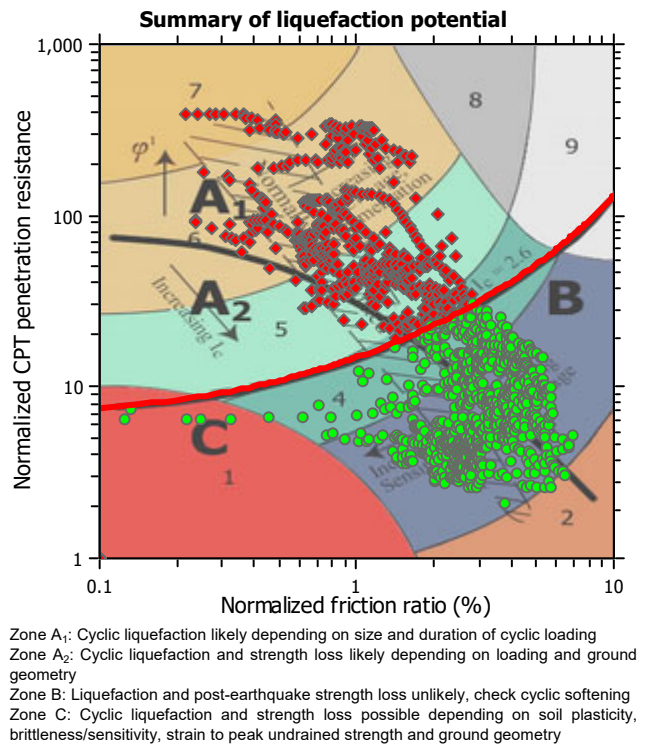 Summary of liquefaction potential
Normalized CPT penetration resistance
1,000
100
10
1
7
8
9
φ'
A1
6
A2
Increasing Ic
5
Ic = 2.6
B
4
C
1
2
0.1
1
10
Normalized friction ratio (%)
Zone A1: Cyclic liquefaction likely depending on size and duration of cyclic loading
Zone A2: Cyclic liquefaction and strength loss likely depending on loading and ground
geometry
Zone B: Liquefaction and post-earthquake strength loss unlikely, check cyclic softening
Zone C: Cyclic liquefaction and strength loss possible depending on soil plasticity,
brittleness/sensitivity, strain to peak undrained strength and ground geometry